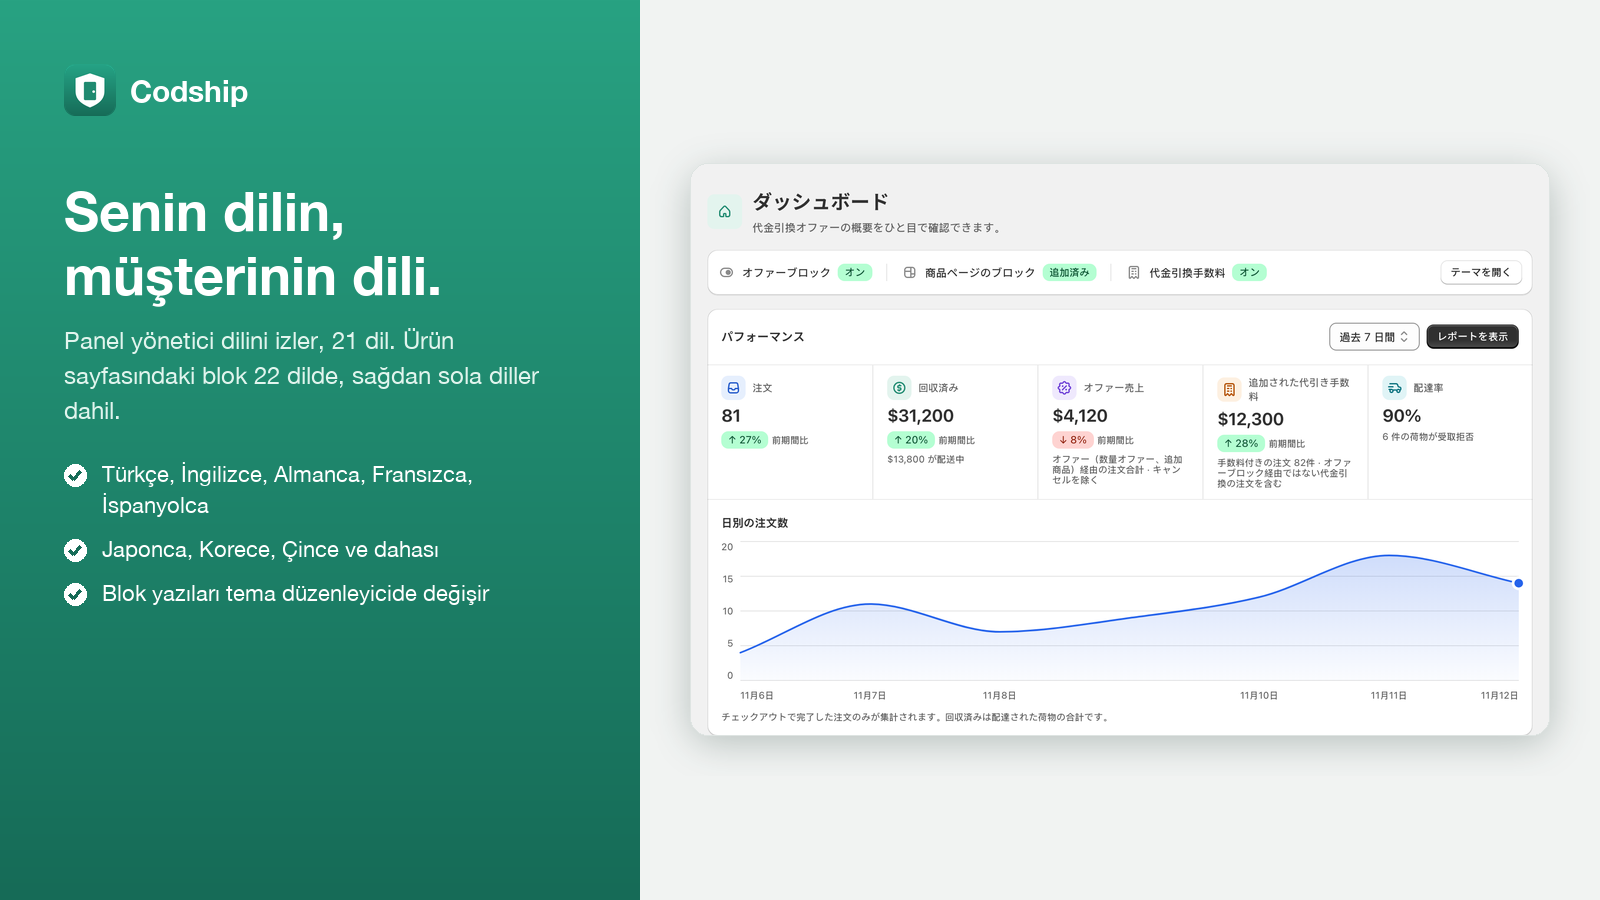 Codship
Senin dilin,
müşterinin dili.
Panel yönetici dilini izler, 21 dil. Ürün
sayfasındaki blok 22 dilde, sağdan sola diller
dahil.
Türkçe, İngilizce, Almanca, Fransızca,
İspanyolca
Japonca, Korece, Çince ve dahası
Blok yazıları tema düzenleyicide değişir
ダッシュボード
代金引換オファーの概要をひと目で確認できます。
オファーブロック オン 商品ページのブロック 追加済み 代金引換手数料 オン テーマを開く
パフォーマンス 過去 7 日間 レポートを表示
注文
81
↑ 27% 前期間比
回収済み
$31,200
↑ 20% 前期間比
$13,800 が配送中
オファー売上
$4,120
↓ 8% 前期間比
オファー（数量オファー、追加
商品）経由の注文合計 · キャン
セルを除く
追加された代引き手数
料
$12,300
↑ 28% 前期間比
手数料付きの注文 82件 · オファ
ーブロック経由ではない代金引
換の注文を含む
配達率
90%
6 件の荷物が受取拒否
日別の注文数
20
15
10
5
0
11月6日 11月7日 11月8日 11月10日 11月11日 11月12日
チェックアウトで完了した注文のみが集計されます。回収済みは配達された荷物の合計です。